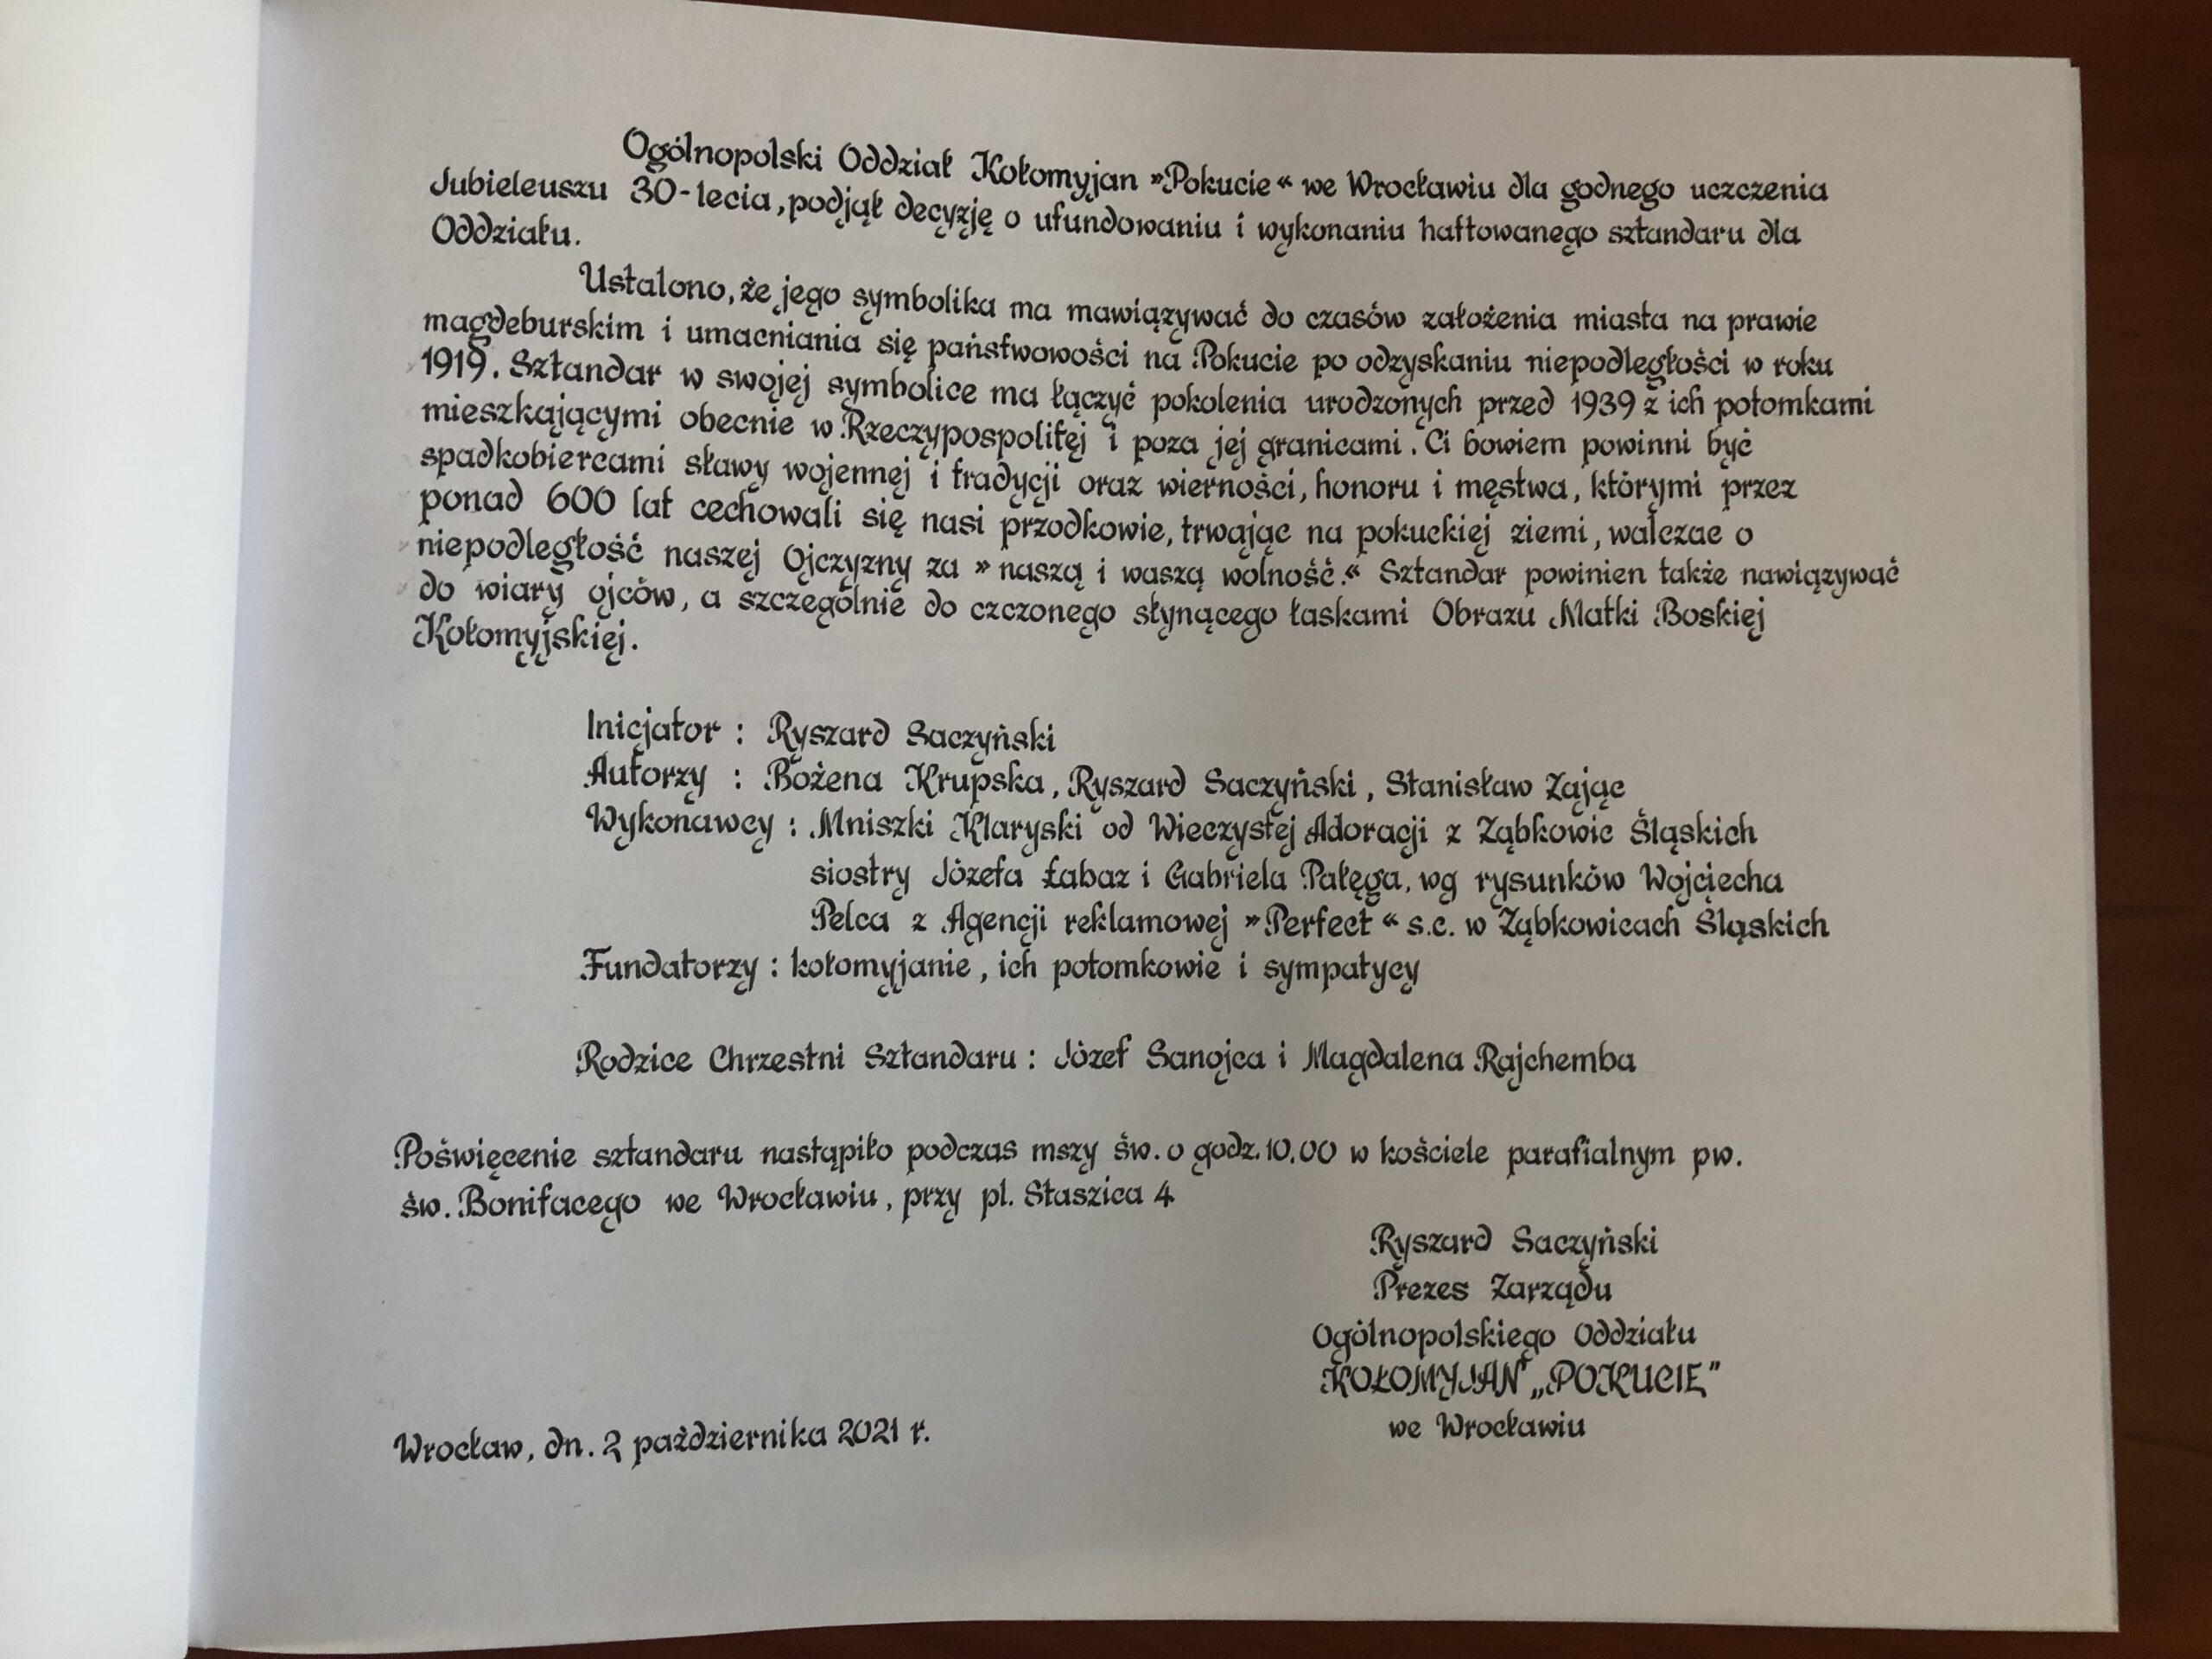 Ogólnopolski Oddział Kołomyjan »Pokucie« we Wrocławiu dla godnego uczczenia
Jubieleuszu 30-lecia, podjął decyzję o ufundowaniu i wykonaniu haftowanego sztandaru dla
Oddziału.
Ustalono, że jego symbolika ma mawiązywać do czasów założenia miasta na prawie
magdeburskim i umacniania się państwowości na Pokucie po odzyskaniu niepodległości w roku
1919. Sztandar w swojej symbolice ma łączyć pokolenia urodzonych przed 1939 z ich potomkami
mieszkającymi obecnie w Rzeczypospolitej i poza jej granicami. Ci bowiem powinni być
spadkobiercami sławy wojennej i tradycji oraz wierności, honoru i męstwa, którymi przez
ponad 600 lat cechowali się nasi przodkowie, trwając na pokuckiej ziemi, walczac o
niepodległość naszej Ojczyzny za »naszą i waszą wolność.« Sztandar powinien także nawiązywać
do wiary ojców, a szczególnie do czczonego słynącego łaskami Obrazu Matki Boskiej
Kołomyjskiej.
Inicjator : Ryszard Saczyński
Autorzy : Bożena Krupska, Ryszard Saczyński, Stanisław Zając
Wykonawcy : Mniszki Klaryski od Wieczystej Adoracji z Ząbkowic Śląskich
siostry Józefa Łabaz i Gabriela Pałęga, wg rysunków Wojciecha
Pelca z Agencji reklamowej »Perfect« s.c. w Ząbkowicach Śląskich
Fundatorzy : kołomyjanie, ich potomkowie i sympatycy
Rodzice Chrzestni Sztandaru : Józef Sanojca i Magdalena Rajchemba
Poświęcenie sztandaru nastąpiło podczas mszy św. o godz. 10.00 w kościele parafialnym pw.
św. Bonifacego we Wrocławiu, przy pl. Staszica 4
Ryszard Saczyński
Prezes Zarządu
Ogólnopolskiego Oddziału
KOŁOMYJAN „POKUCIE”
we Wrocławiu
Wrocław, dn. 2 października 2021 r.